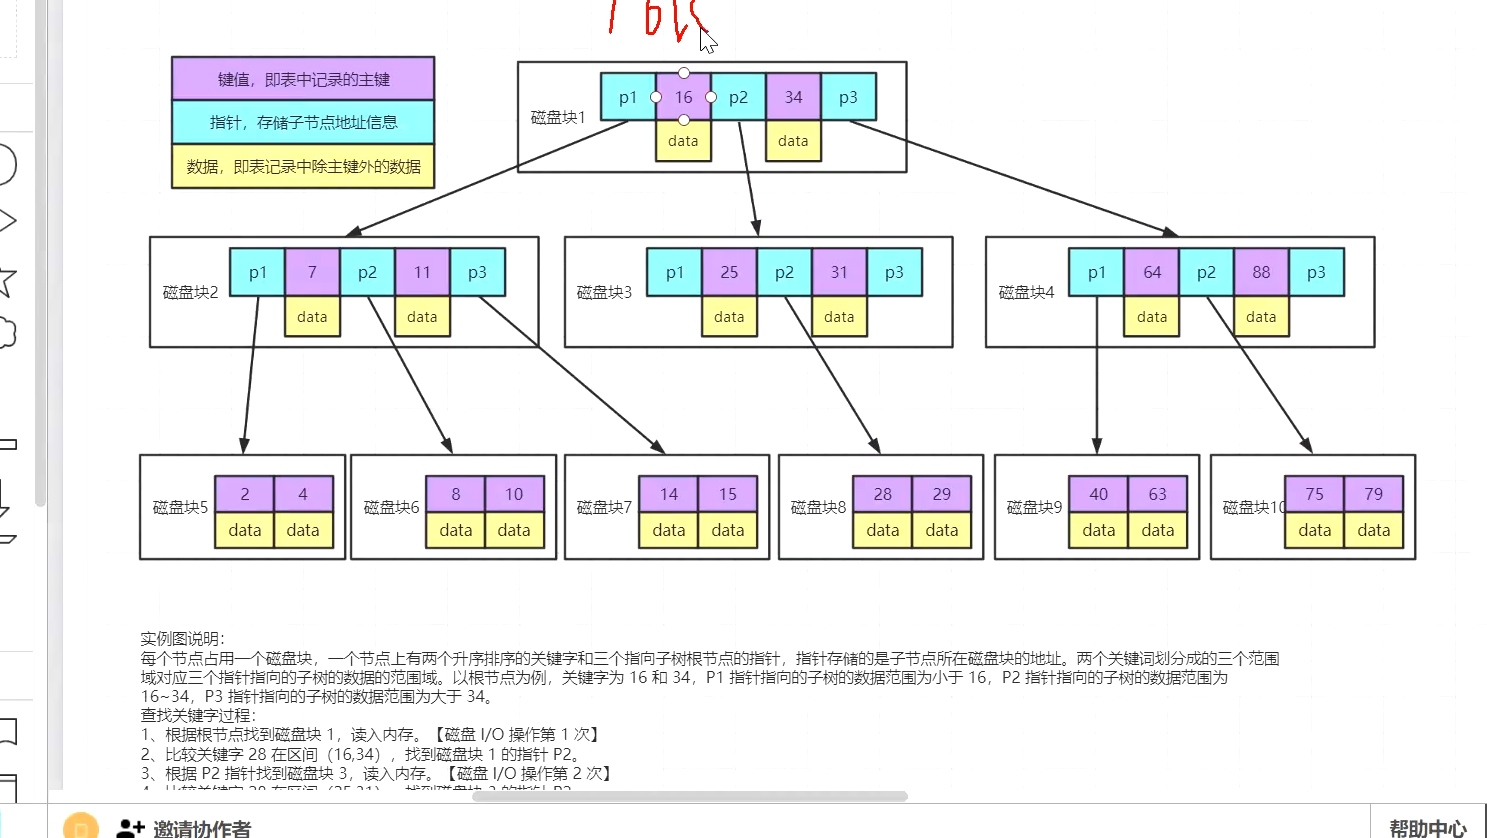 16k
键值，即表中记录的主键
指针，存储子节点地址信息
数据，即表记录中除主键外的数据
磁盘块1
p1 16 p2 34 p3
data data
磁盘块2
p1 7 p2 11 p3
data data
磁盘块3
p1 25 p2 31 p3
data data
磁盘块4
p1 64 p2 88 p3
data data
磁盘块5
2 4
data data
磁盘块6
8 10
data data
磁盘块7
14 15
data data
磁盘块8
28 29
data data
磁盘块9
40 63
data data
磁盘块10
75 79
data data
实例图说明：
每个节点占用一个磁盘块，一个节点上有两个升序排序的关键字和三个指向子树根节点的指针，指针存储的是子节点所在磁盘块的地址。两个关键词划分成的三个范围
域对应三个指针指向的子树的数据的范围域。以根节点为例，关键字为 16 和 34，P1 指针指向的子树的数据范围为小于 16，P2 指针指向的子树的数据范围为
16~34，P3 指针指向的子树的数据范围为大于 34。
查找关键字过程：
1、根据根节点找到磁盘块 1，读入内存。【磁盘 I/O 操作第 1 次】
2、比较关键字 28 在区间（16,34），找到磁盘块 1 的指针 P2。
3、根据 P2 指针找到磁盘块 3，读入内存。【磁盘 I/O 操作第 2 次】
邀请协作者
帮助中心